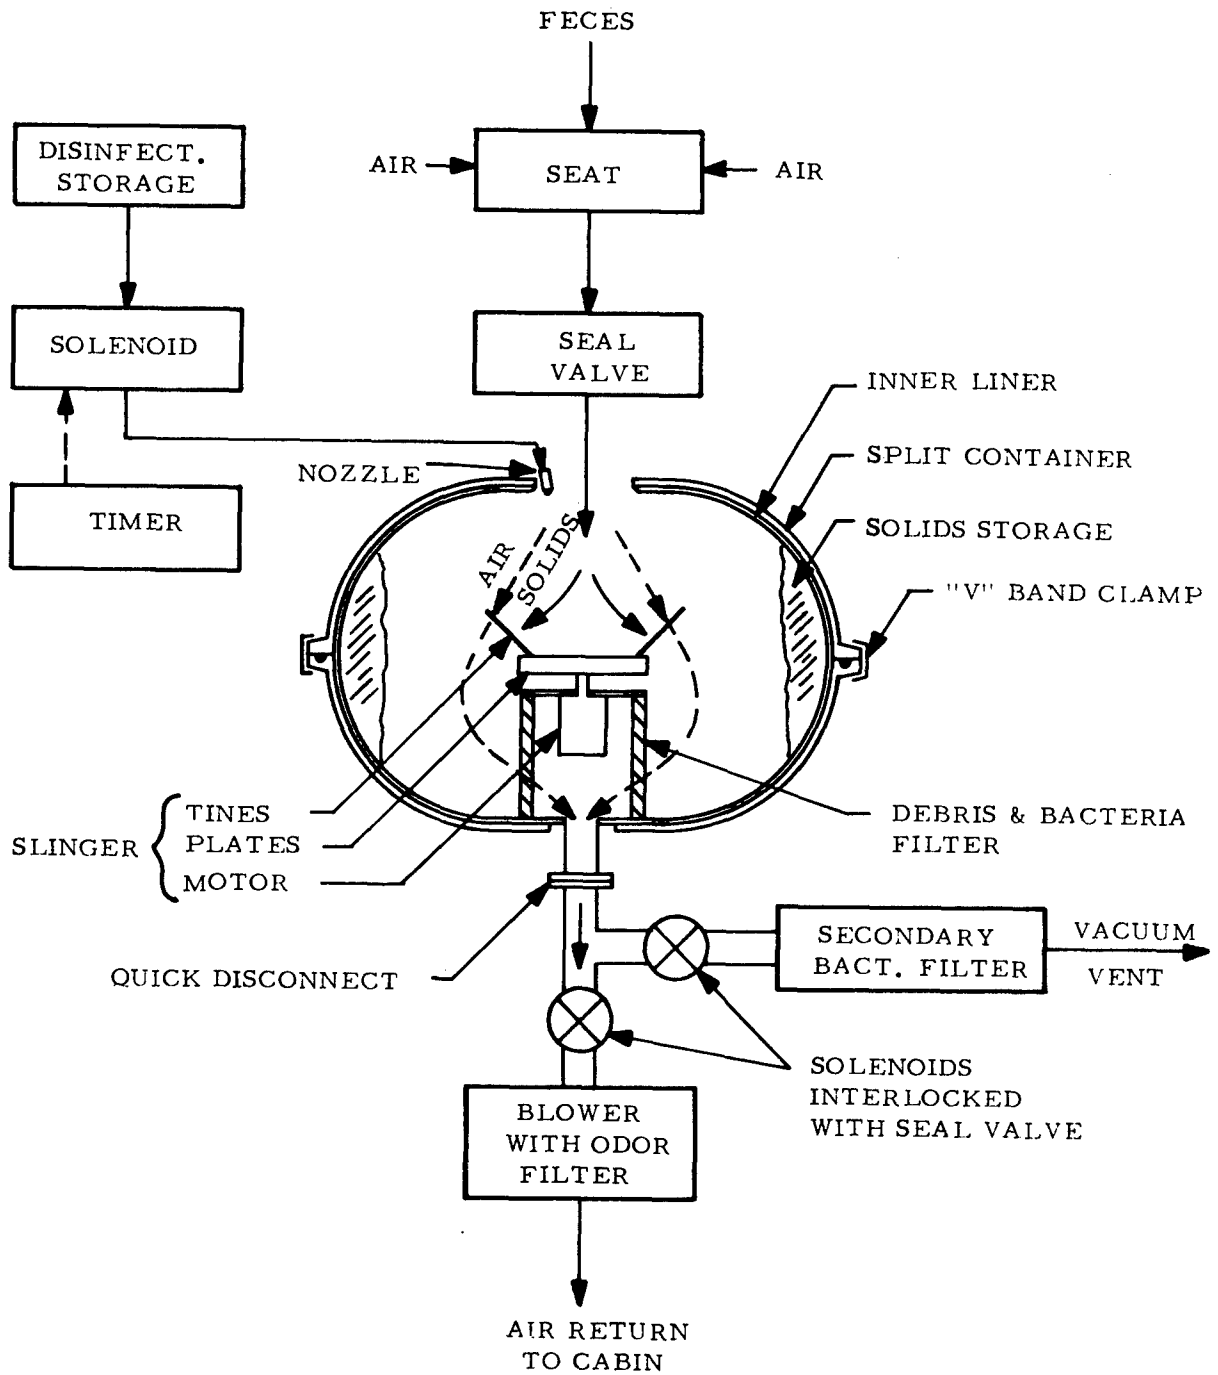 FECES
DISINFECT.
STORAGE
AIR
SEAT
AIR
SOLENOID
SEAL
VALVE
INNER LINER
SPLIT CONTAINER
NOZZLE
TIMER
SOLIDS STORAGE
AIR
SOLIDS
"V" BAND CLAMP
SLINGER
TINES
PLATES
MOTOR
DEBRIS & BACTERIA
FILTER
QUICK DISCONNECT
SECONDARY
BACT. FILTER
VACUUM
VENT
SOLENOIDS
INTERLOCKED
WITH SEAL VALVE
BLOWER
WITH ODOR
FILTER
AIR RETURN
TO CABIN